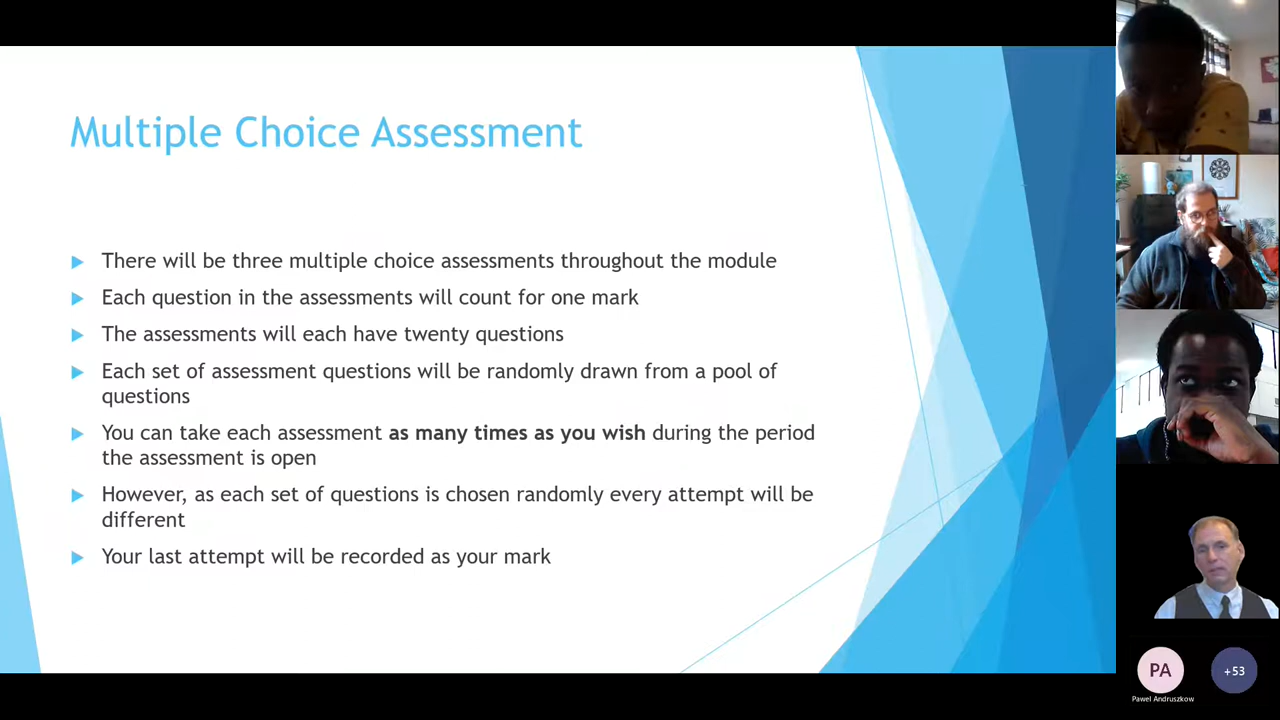 Multiple Choice Assessment
There will be three multiple choice assessments throughout the module
Each question in the assessments will count for one mark
The assessments will each have twenty questions
Each set of assessment questions will be randomly drawn from a pool of
questions
You can take each assessment as many times as you wish during the period
the assessment is open
However, as each set of questions is chosen randomly every attempt will be
different
Your last attempt will be recorded as your mark
PA
+53
Pawel Andruszkow